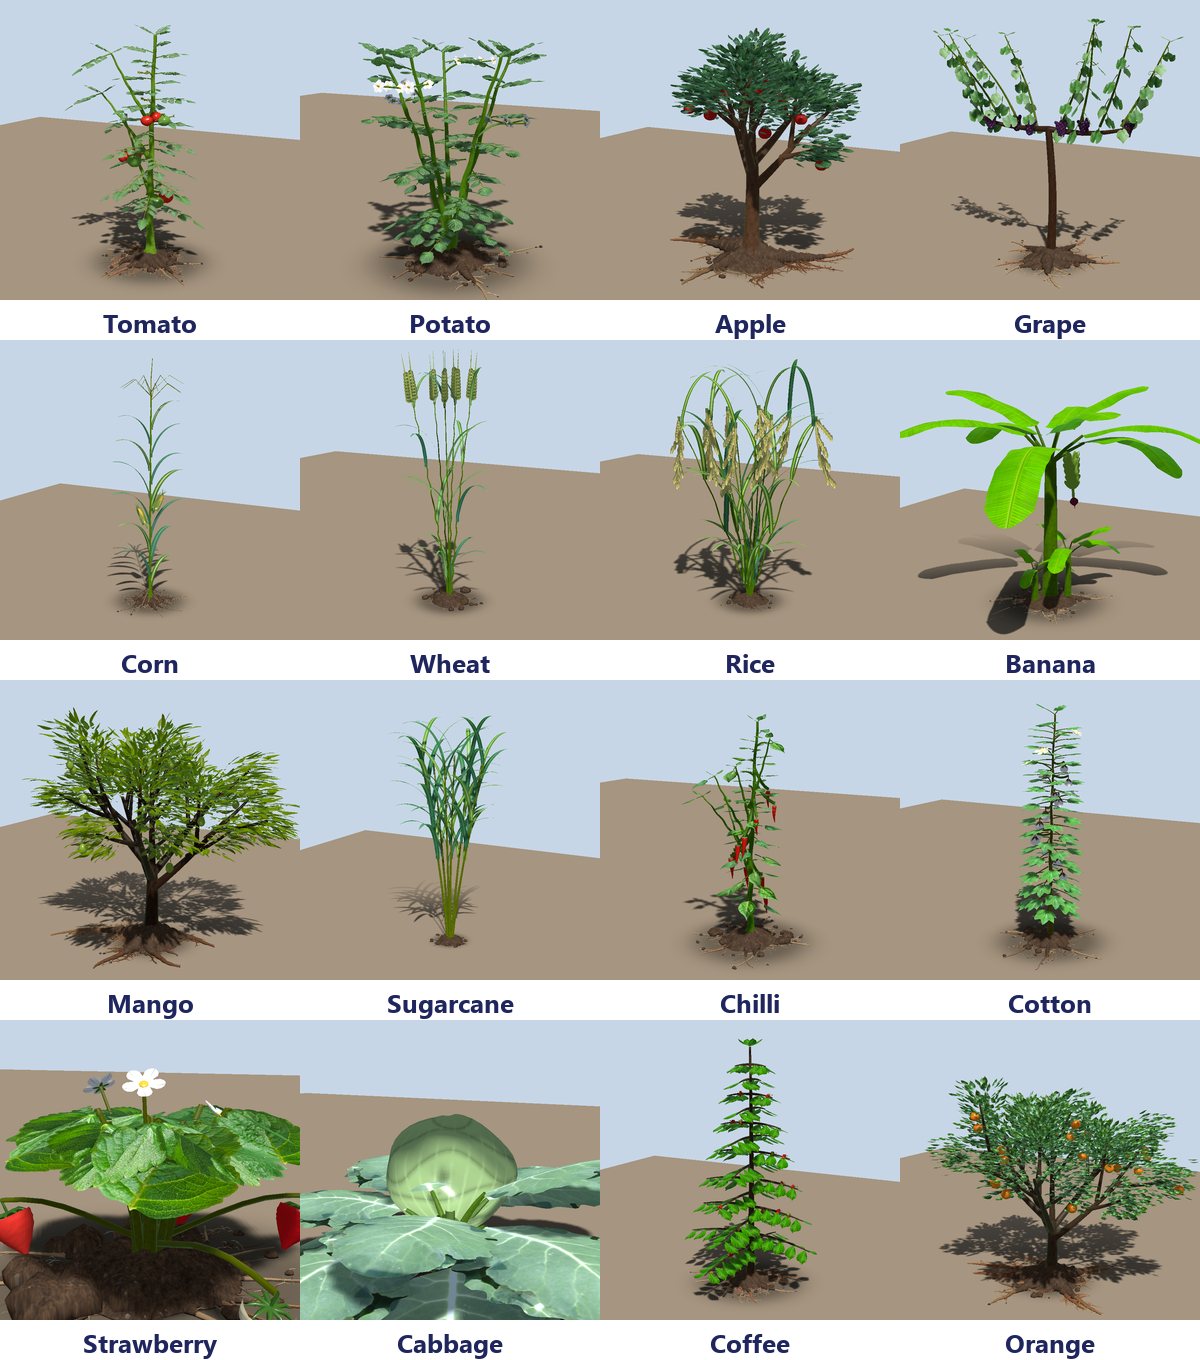 Tomato
Potato
Apple
Grape
Corn
Wheat
Rice
Banana
Mango
Sugarcane
Chilli
Cotton
Strawberry
Cabbage
Coffee
Orange